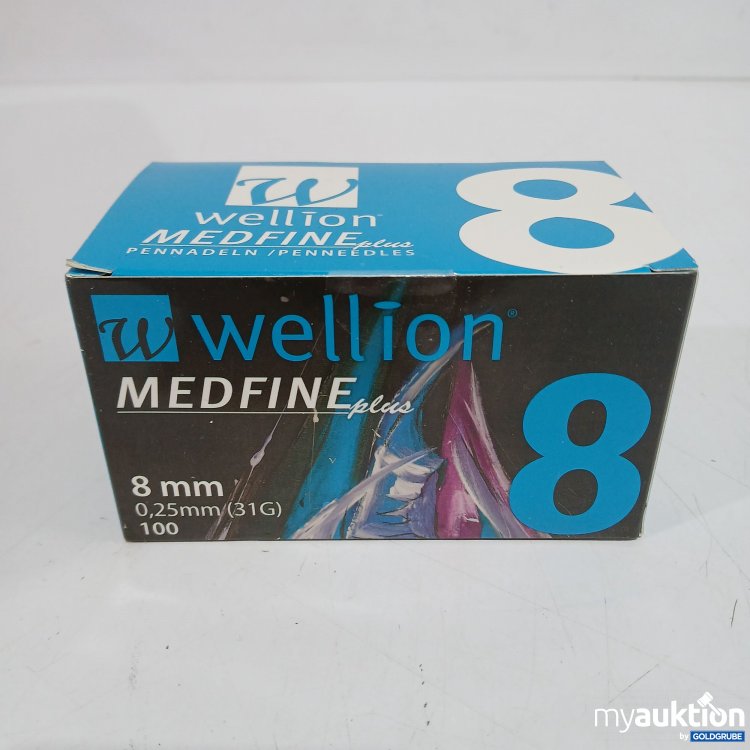 8
W
wellion
MEDFINE plus
PENNADELN /PENNEEDLES
w wellion®
MEDFINE plus
8
8 mm
0,25mm (31G)
100
myauktion
by GOLDGRUBE